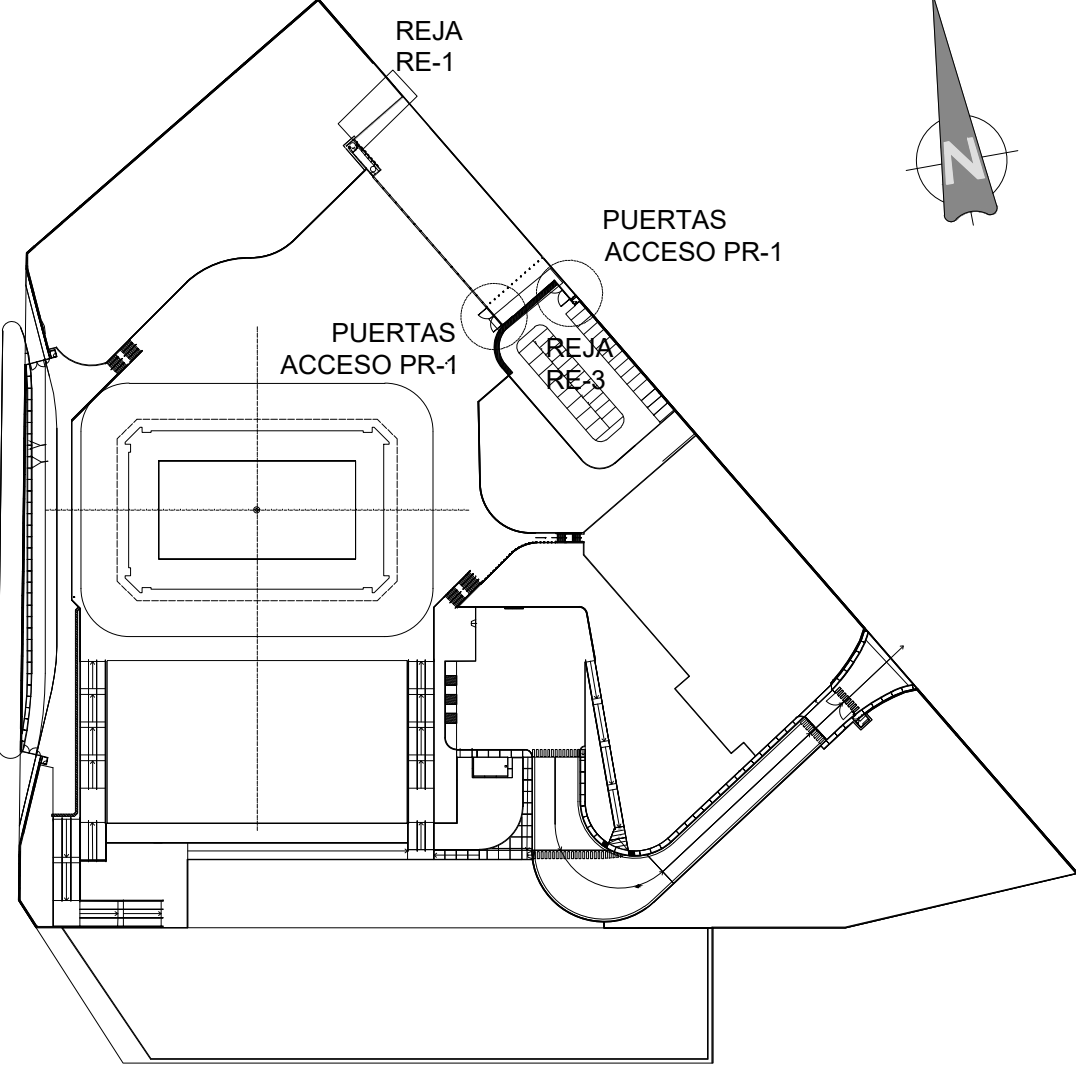 REJA
RE-1
N
PUERTAS
ACCESO PR-1
PUERTAS
ACCESO PR-1
REJA
RE-3